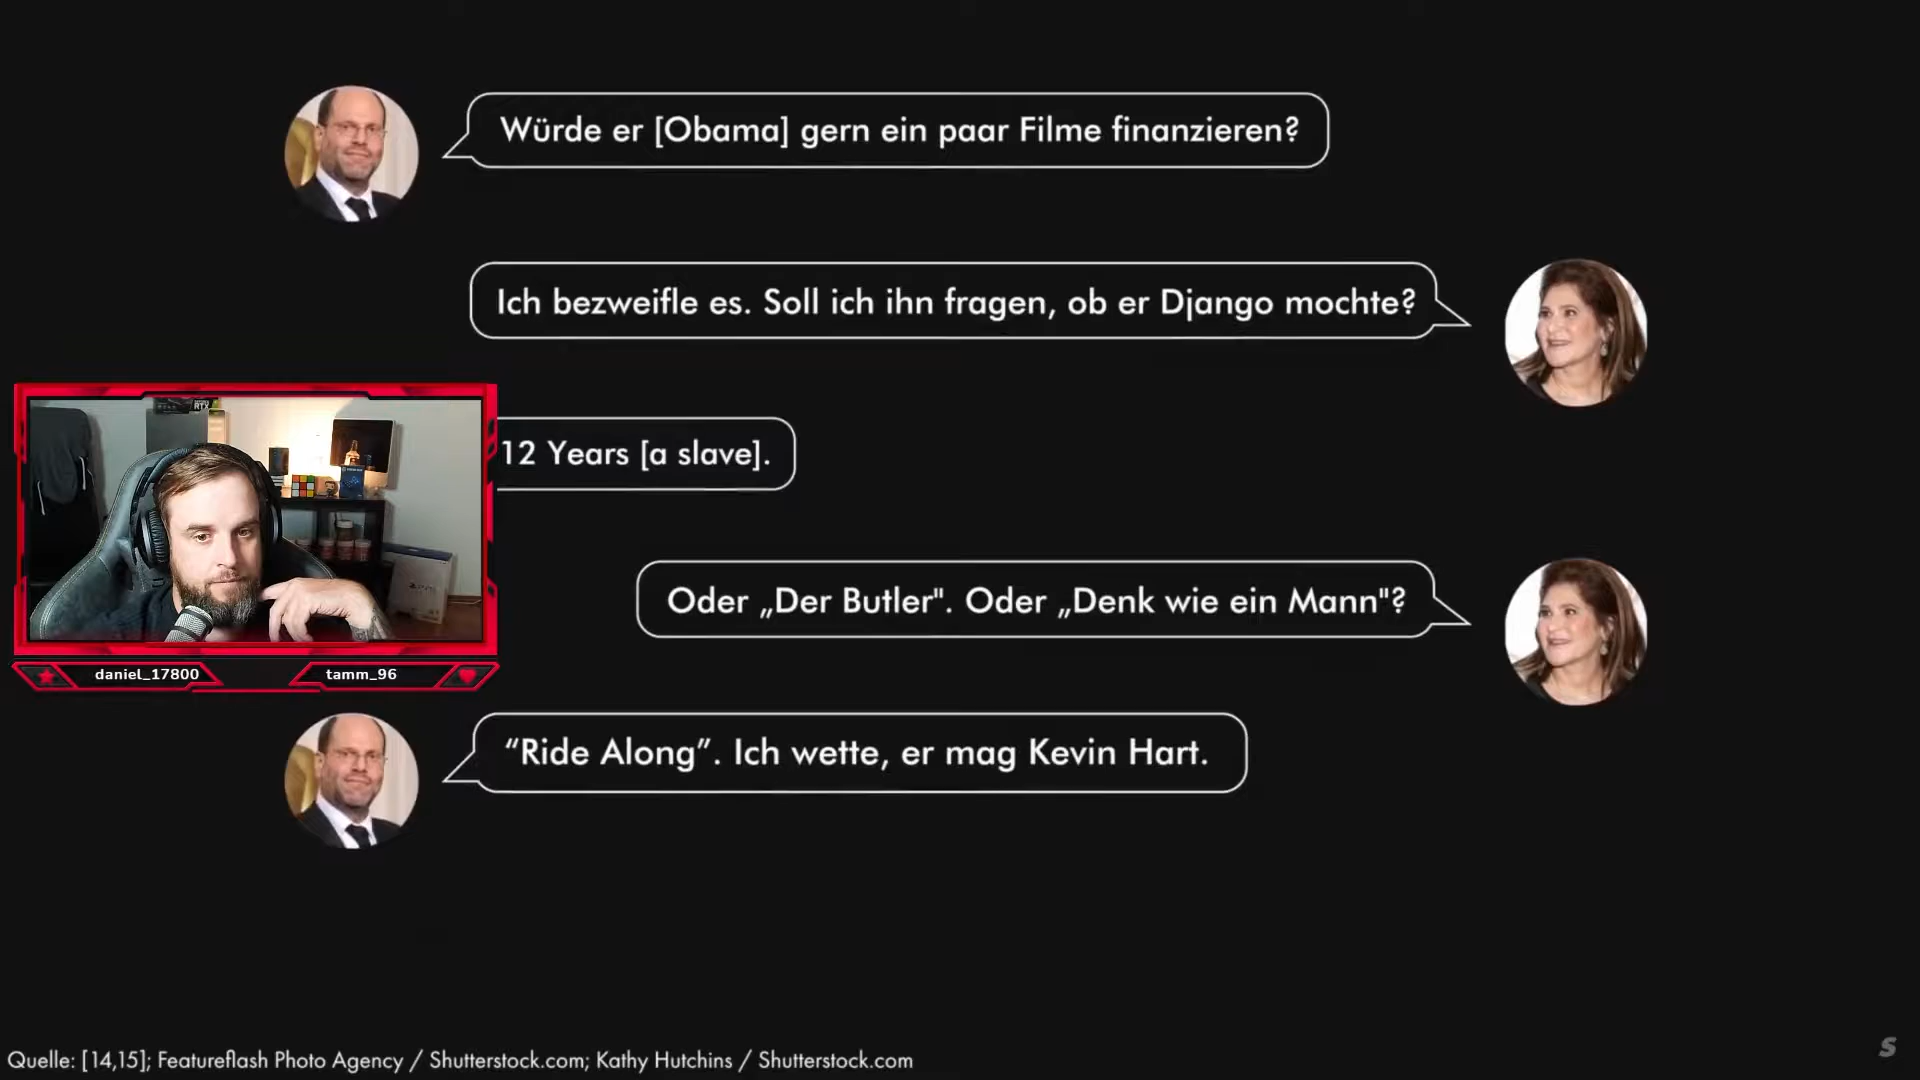 Würde er [Obama] gern ein paar Filme finanzieren?
Ich bezweifle es. Soll ich ihn fragen, ob er Django mochte?
12 Years [a slave].
RTX
Oder „Der Butler". Oder „Denk wie ein Mann"?
daniel_17800
tamm_96
“Ride Along”. Ich wette, er mag Kevin Hart.
Quelle: [14,15]; Featureflash Photo Agency / Shutterstock.com; Kathy Hutchins / Shutterstock.com
S